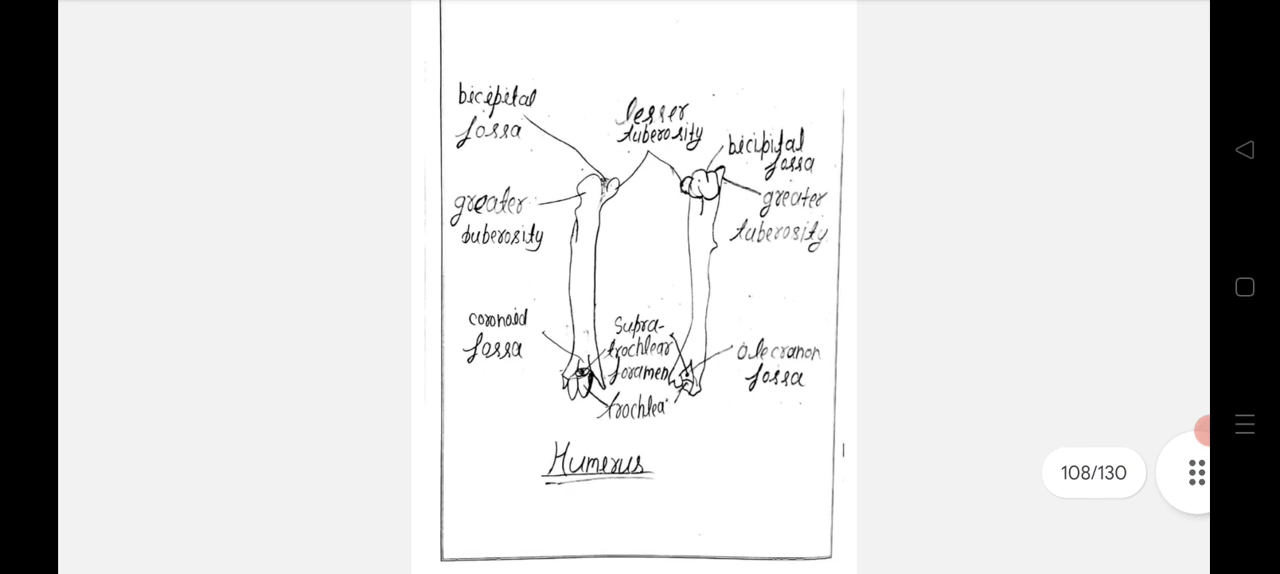 bicepital
fossa
lesser
tuberosity
bicipital
fossa
greater
tuberosity
greater
tuberosity
coronoid
fossa
Supra-
trochlear
foramen
olecranon
fossa
trochlea
Humerus
108/130